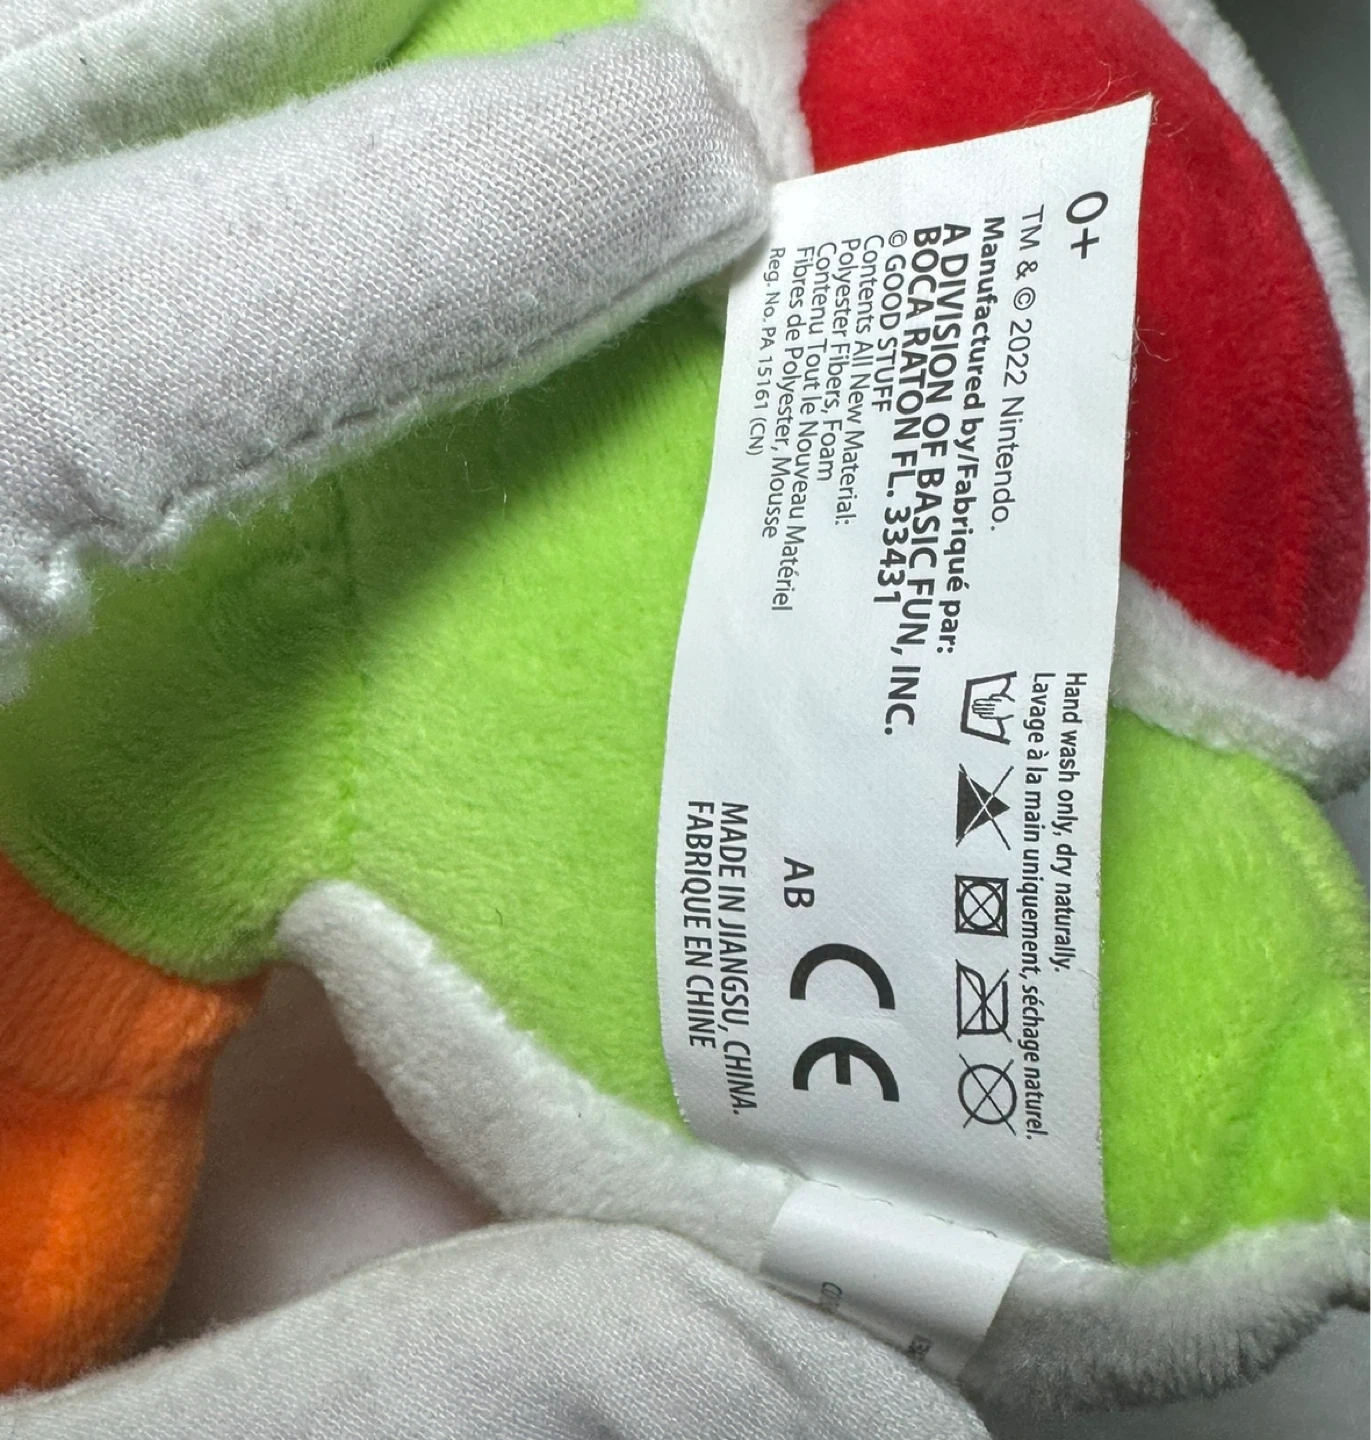 0+
TM & © 2022 Nintendo.
Manufactured by/Fabriqué par:
A DIVISION OF BASIC FUN, INC.
BOCA RATON FL. 33431
© GOOD STUFF
Contents All New Material:
Polyester Fibers, Foam
Contenu Tout le Nouveau Matériel
Fibres de Polyester, Mousse
Reg. No. PA 15161 (CN)
Hand wash only, dry naturally.
Lavage à la main uniquement, séchage naturel.
AB
CE
MADE IN JIANGSU, CHINA.
FABRIQUE EN CHINE